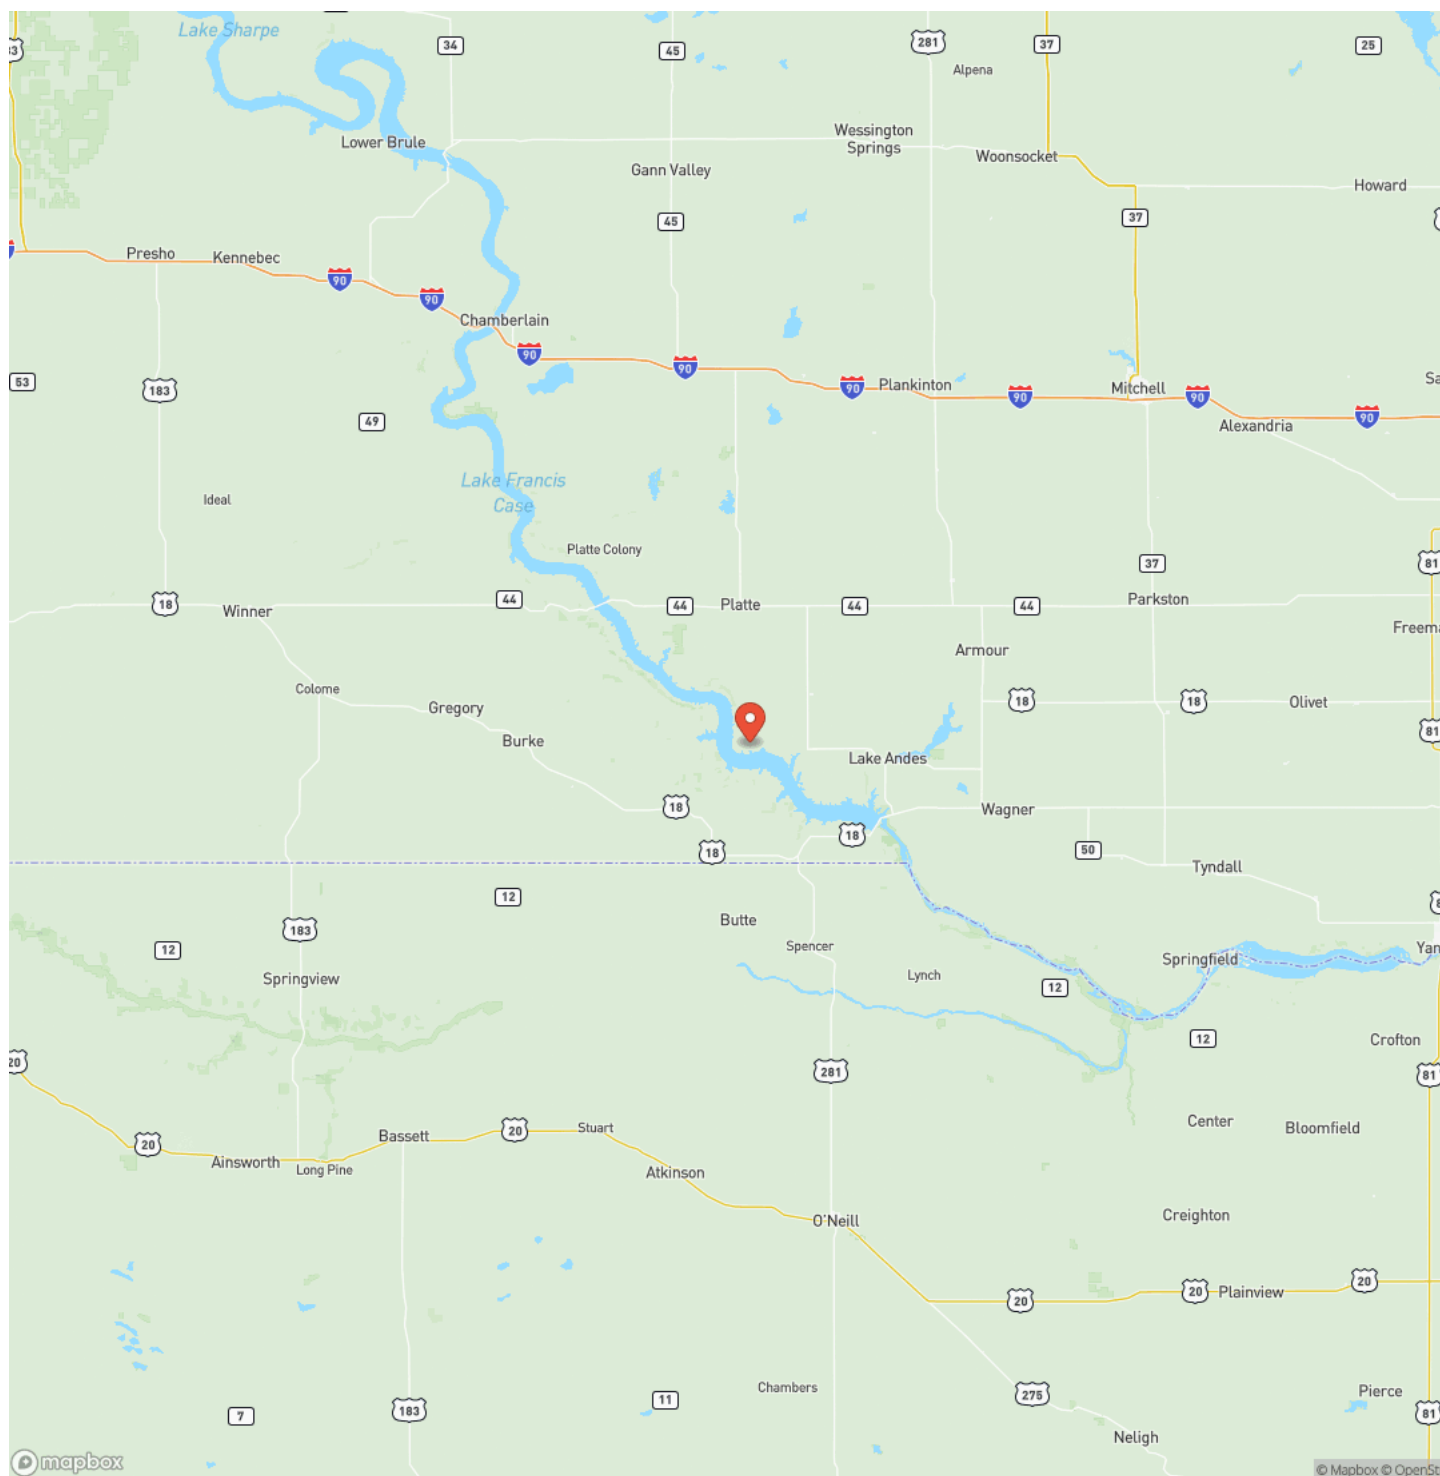 Lake Sharpe
34
45
281
37
25
Alpena
83
Lower Brule
Wessington
Springs
Woonsocket
Gann Valley
Howard
45
37
Presho
Kennebec
90
90
Chamberlain
90
90
53
183
90
Plankinton
90
Mitchell
90
90
Alexandria
49
Lake Francis
Case
Ideal
Platte Colony
37
81
18
Winner
44
44
Platte
44
44
Parkston
Freema
Armour
Colome
Gregory
18
18
Olivet
Burke
81
Lake Andes
18
Wagner
18
18
50
Tyndall
12
183
12
Butte
Spencer
Springfield
Yan
Springview
Lynch
12
12
Crofton
20
281
81
Center
Bloomfield
20
Bassett
20
Stuart
Ainsworth
Long Pine
Atkinson
O'Neill
Creighton
20
20
Plainview
20
Chambers
275
Pierce
7
183
11
81
Neligh
mapbox
© Mapbox © OpenSt